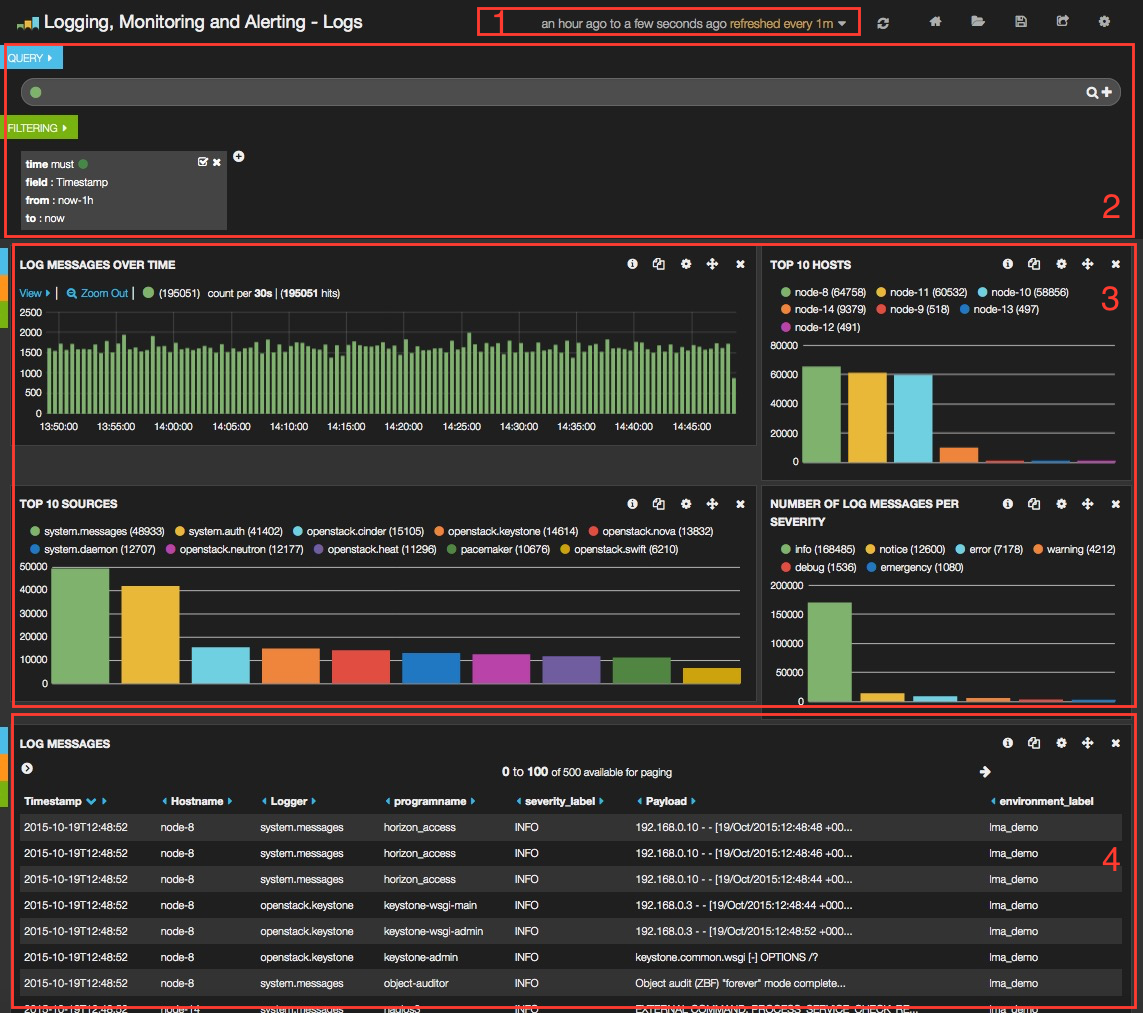 Logging, Monitoring and Alerting - Logs
1
an hour ago to a few seconds ago refreshed every 1m
QUERY
FILTERING
time must
field : Timestamp
from : now-1h
to : now
2
LOG MESSAGES OVER TIME
View | Zoom Out | (195051) count per 30s | (195051 hits)
2500
2000
1500
1000
500
0
13:50:00 13:55:00 14:00:00 14:05:00 14:10:00 14:15:00 14:20:00 14:25:00 14:30:00 14:35:00 14:40:00 14:45:00
TOP 10 HOSTS
3
node-8 (64758) node-11 (60532) node-10 (58856)
node-14 (9379) node-9 (518) node-13 (497)
node-12 (491)
80000
60000
40000
20000
0
TOP 10 SOURCES
system.messages (48933) system.auth (41402) openstack.cinder (15105) openstack.keystone (14614) openstack.nova (13832)
system.daemon (12707) openstack.neutron (12177) openstack.heat (11296) pacemaker (10676) openstack.swift (6210)
50000
40000
30000
20000
10000
0
NUMBER OF LOG MESSAGES PER
SEVERITY
info (168485) notice (12600) error (7178) warning (4212)
debug (1536) emergency (1080)
200000
150000
100000
50000
0
LOG MESSAGES
0 to 100 of 500 available for paging
Timestamp Hostname Logger programname severity_label Payload environment_label
2015-10-19T12:48:52 node-8 system.messages horizon_access INFO 192.168.0.10 - - [19/Oct/2015:12:48:48 +00... lma_demo
2015-10-19T12:48:52 node-8 system.messages horizon_access INFO 192.168.0.10 - - [19/Oct/2015:12:48:46 +00... lma_demo
4
2015-10-19T12:48:52 node-8 system.messages horizon_access INFO 192.168.0.10 - - [19/Oct/2015:12:48:44 +00... lma_demo
2015-10-19T12:48:52 node-8 openstack.keystone keystone-wsgi-main INFO 192.168.0.3 - - [19/Oct/2015:12:48:44 +000... lma_demo
2015-10-19T12:48:52 node-8 openstack.keystone keystone-wsgi-admin INFO 192.168.0.3 - - [19/Oct/2015:12:48:52 +000... lma_demo
2015-10-19T12:48:52 node-8 openstack.keystone keystone-admin INFO keystone.common.wsgi [-] OPTIONS /? lma_demo
2015-10-19T12:48:52 node-8 system.messages object-auditor INFO Object audit (ZBF) "forever" mode complete... lma_demo
2015-10-19T12:48:52 node-14 system.messages nagios3 INFO EXTERNAL COMMAND: PROCESS_SERVICE_CHECK_RE... lma_demo